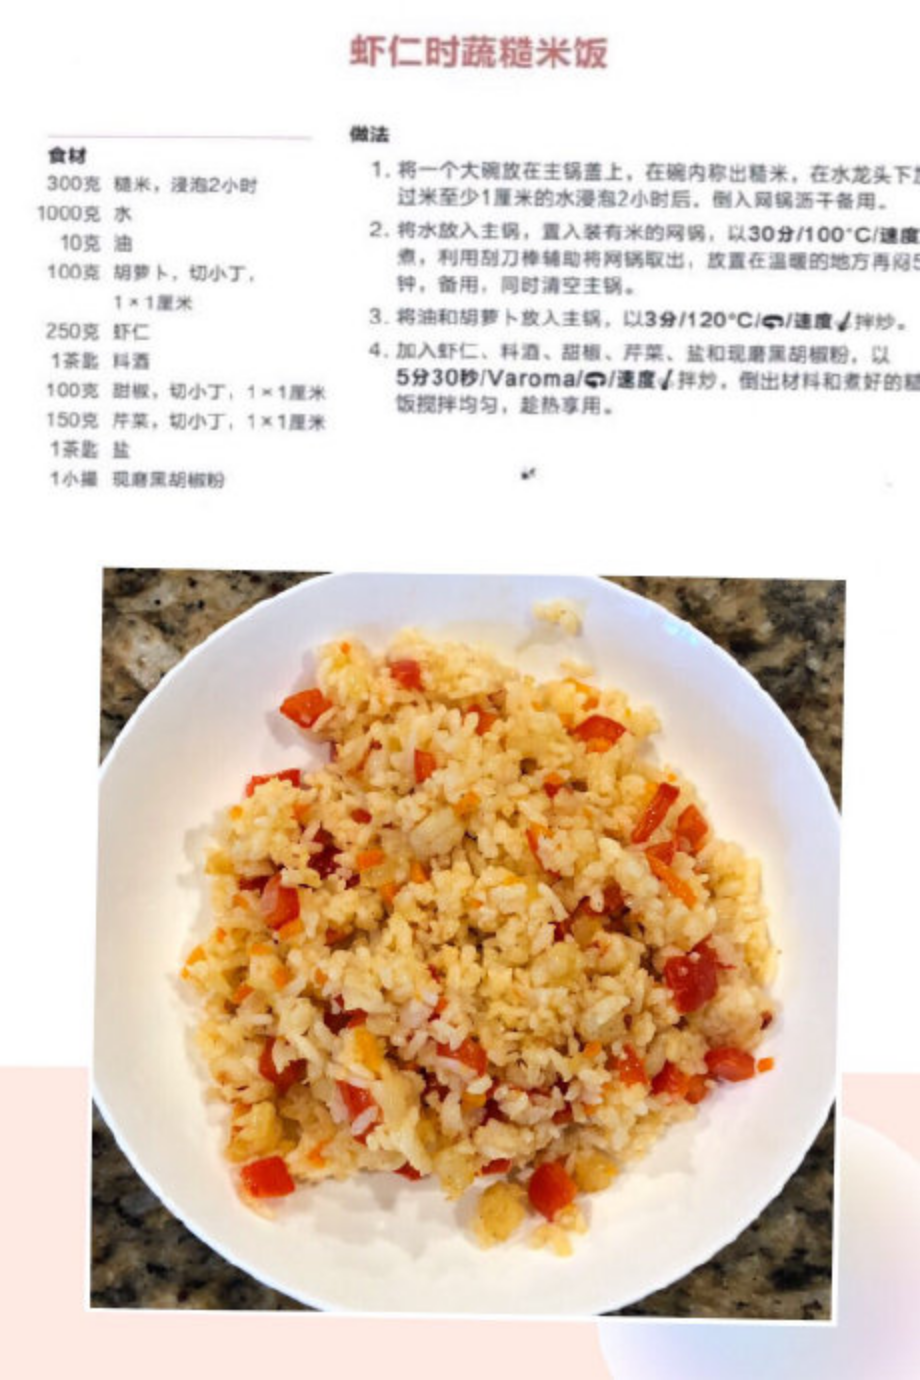 虾仁时蔬糙米饭
食材
300克 糙米，浸泡2小时
1000克 水
10克 油
100克 胡萝卜，切小丁，
1×1厘米
250克 虾仁
1茶匙 料酒
100克 甜椒，切小丁，1×1厘米
150克 芹菜，切小丁，1×1厘米
1茶匙 盐
1小撮 现磨黑胡椒粉
做法
1. 将一个大碗放在主锅盖上，在碗内称出糙米，在水龙头下
过米至少1厘米的水浸泡2小时后，倒入网锅沥干备用。
2. 将水放入主锅，置入装有米的网锅，以30分/100°C/速度
煮，利用刮刀棒辅助将网锅取出，放置在温暖的地方再焖5
钟，备用，同时清空主锅。
3. 将油和胡萝卜放入主锅，以3分/120°C/速度拌炒。
4. 加入虾仁、料酒、甜椒、芹菜、盐和现磨黑胡椒粉，以
5分30秒/Varoma/速度拌炒，倒出材料和煮好的糙
饭搅拌均匀，趁热享用。